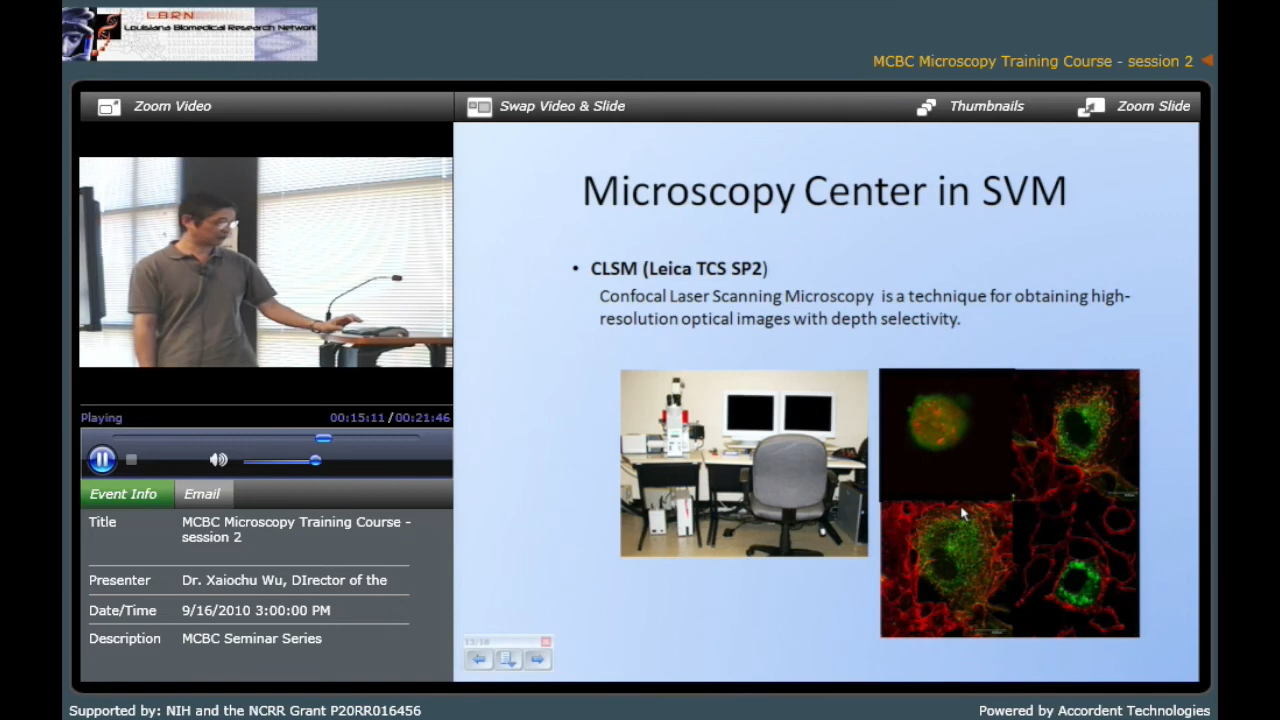 LBRN
Louisiana Biomedical Research Network
MCBC Microscopy Training Course - session 2
Zoom Video
Swap Video & Slide
Thumbnails
Zoom Slide
Microscopy Center in SVM
• CLSM (Leica TCS SP2)
Confocal Laser Scanning Microscopy is a technique for obtaining high-
resolution optical images with depth selectivity.
Playing
00:15:11 / 00:21:46
Event Info
Email
Title
MCBC Microscopy Training Course -
session 2
Presenter
Dr. Xaiochu Wu, DIrector of the
Date/Time
9/16/2010 3:00:00 PM
Description
MCBC Seminar Series
Supported by: NIH and the NCRR Grant P20RR016456
Powered by Accordent Technologies